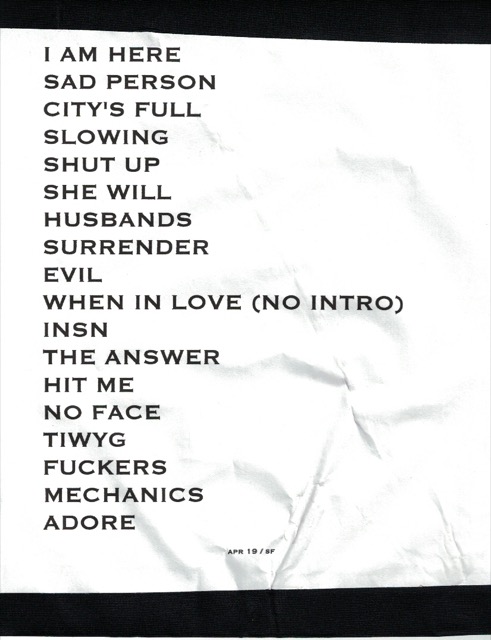 I AM HERE
SAD PERSON
CITY'S FULL
SLOWING
SHUT UP
SHE WILL
HUSBANDS
SURRENDER
EVIL
WHEN IN LOVE (NO INTRO)
INSN
THE ANSWER
HIT ME
NO FACE
TIWYG
FUCKERS
MECHANICS
ADORE
APR 19 / SF